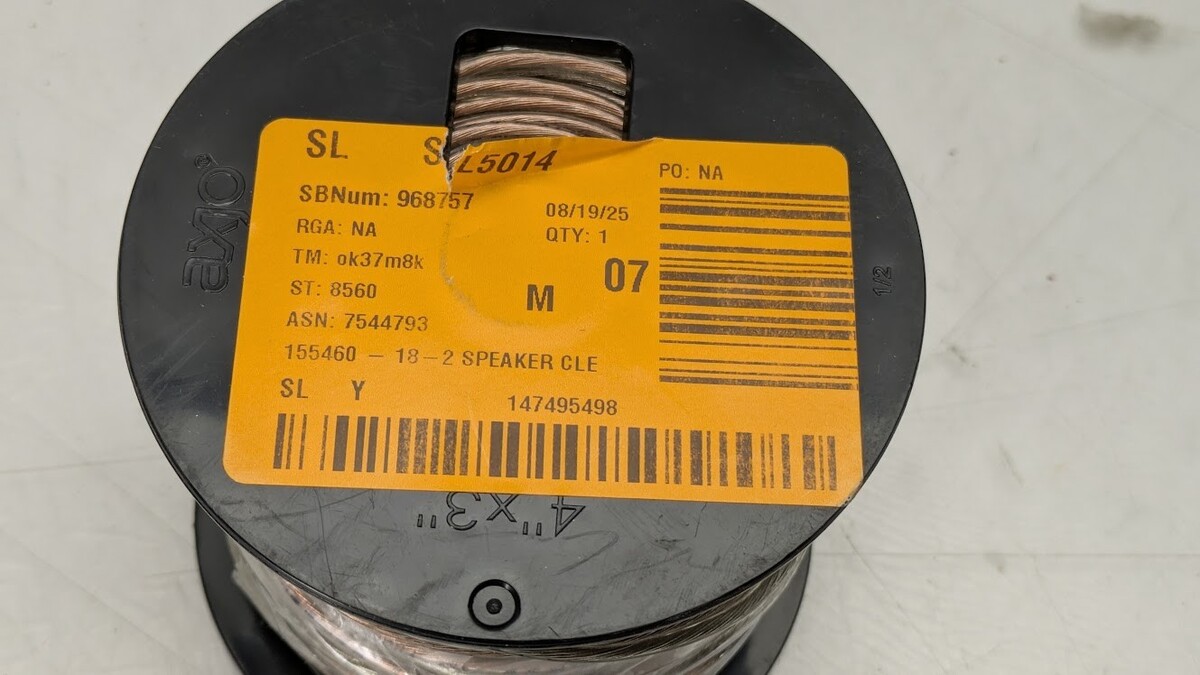 SL
L5014
PO: NA
SBNum: 968757
08/19/25
RGA: NA
QTY: 1
TM: ok37m8k
07
ST: 8560
M
ASN: 7544793
155460 - 18-2 SPEAKER CLE
SL Y
147495498
axjo
1/2
4"X3"